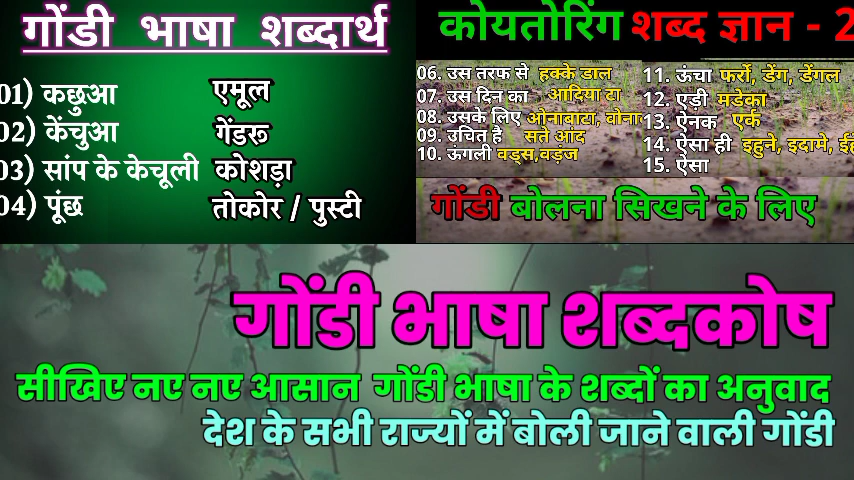 गोंडी भाषा शब्दार्थ
01) कछुआ एमूल
02) केंचुआ गेंडरू
03) सांप के केचूली कोशड़ा
04) पूंछ तोकोर / पुस्टी
कोयतोरिंग शब्द ज्ञान - 2
06. उस तरफ से हक्के डाल
07. उस दिन का आदिया टा
08. उसके लिए ओनाबाटा, वोना
09. उचित है सते आंद
10. ऊंगली वड्स,वड़ज
11. ऊंचा फर्रो, डेंग, डेंगल
12. एड़ी मडेका
13. ऐनक एर्क
14. ऐसा ही इहुने, इदामे,
15. ऐसा
गोंडी बोलना सिखने के लिए
गोंडी भाषा शब्दकोष
सीखिए नए नए आसान गोंडी भाषा के शब्दों का अनुवाद
देश के सभी राज्यों में बोली जाने वाली गोंडी